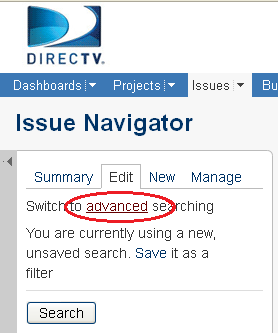 DIRECTV.
Dashboards Projects Issues Bu
Issue Navigator
Summary Edit New Manage
Switch to advanced searching
You are currently using a new,
unsaved search. Save it as a
filter
Search